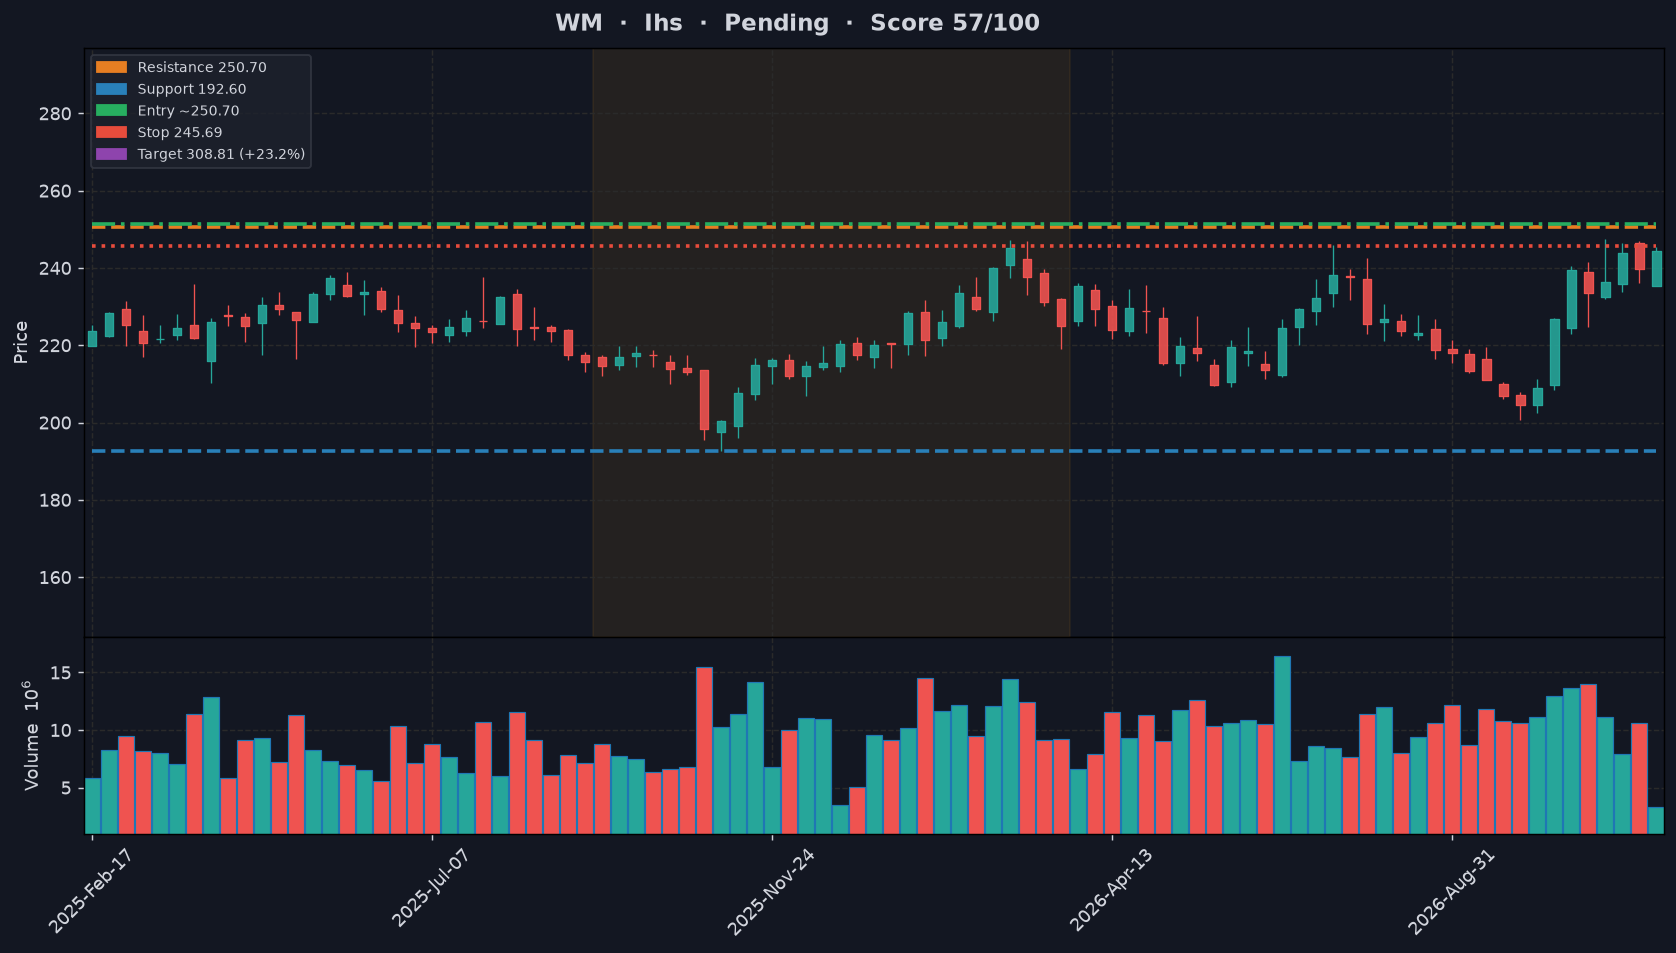 WM · Ihs · Pending · Score 57/100
Resistance 250.70
Support 192.60
Entry ~250.70
Stop 245.69
Target 308.81 (+23.2%)
280
260
240
220
200
180
160
Price
15
10
5
Volume 10⁶
2025-Feb-17
2025-Jul-07
2025-Nov-24
2026-Apr-13
2026-Aug-31